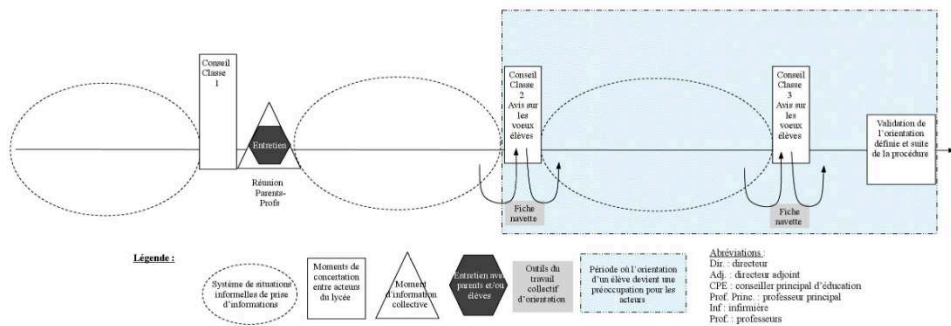 Conseil
Classe
1
Entretien
Réunion
Parents-
Profs
Conseil
Classe
2
Avis sur
les
voeux
élèves
Fiche
navette
Conseil
Classe
3
Avis sur
les
vœux
élèves
Fiche
navette
Validation de
l'orientation
définie et suite
de la procédure
Légende :
Système de situations
informelles de prise
d'informations
Moments de
concertation
entre acteurs
du lycée
Moment
d'information
collective
Entretien avec
parents et/ou
élèves
Outils du
travail
collectif
d'orientation
Période où l'orientation
d'un élève devient une
préoccupation pour les
acteurs
Abréviations :
Dir. : directeur
Adj. : directeur adjoint
CPE : conseiller principal d'éducation
Prof. Princ. : professeur principal
Inf : infirmière
Prof. : professeurs